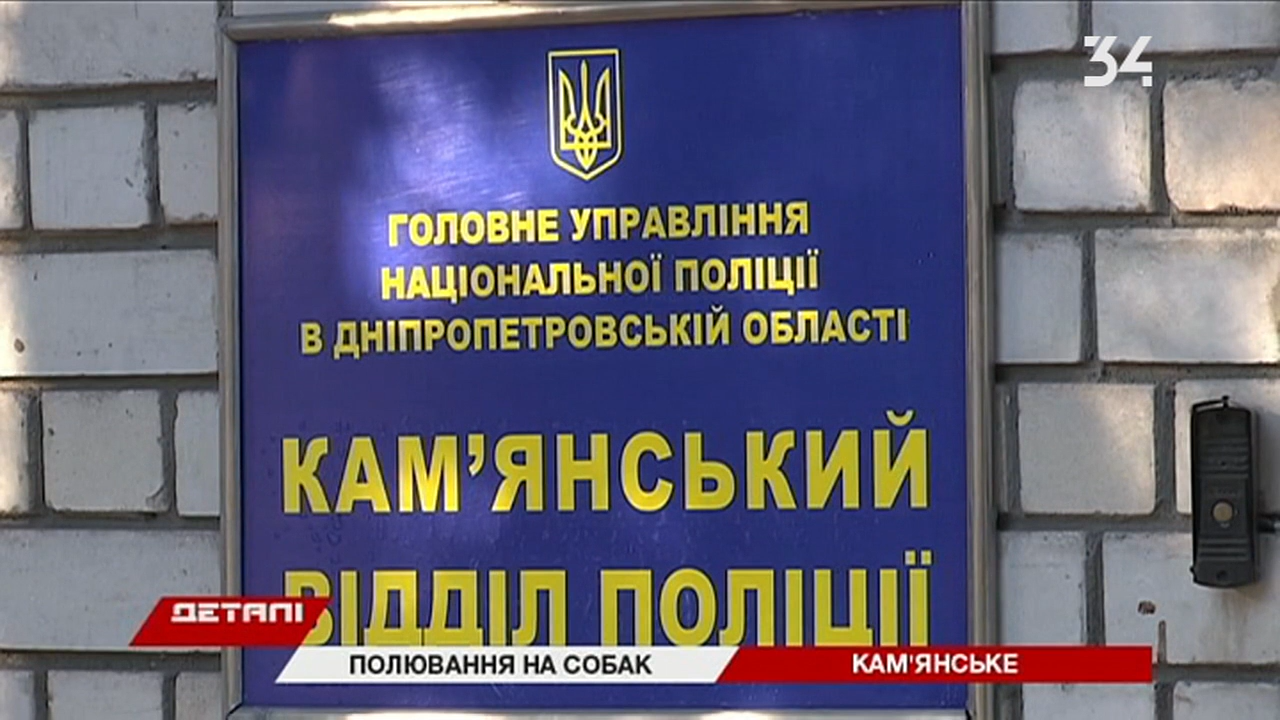 34
ГОЛОВНЕ УПРАВЛІННЯ
НАЦІОНАЛЬНОЇ ПОЛІЦІЇ
В ДНІПРОПЕТРОВСЬКІЙ ОБЛАСТІ
КАМ’ЯНСЬКИЙ
ВІДДІЛ ПОЛІЦІЇ
ДЕТАЛІ
ПОЛЮВАННЯ НА СОБАК
КАМ'ЯНСЬКЕ